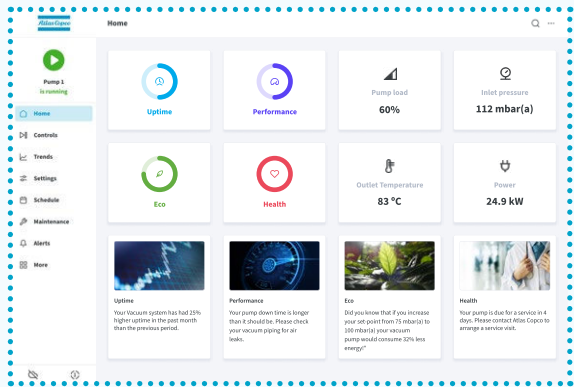 Atlas Copco
Home
Pump 1
is running
Home
Controls
Trends
Settings
Schedule
Maintenance
Alerts
More
Uptime
Performance
Pump load
60%
Inlet pressure
112 mbar(a)
Eco
Health
Outlet Temperature
83 °C
Power
24.9 kW
Uptime
Your Vacuum system has had 25%
higher uptime in the past month
than the previous period.
Performance
Your pump down time is longer
than it should be. Please check
your vacuum piping for air
leaks.
Eco
Did you know that if you increase
your set-point from 75 mbar(a) to
100 mbar(a) your vacuum
pump would consume 32% less
energy!"
Health
Your pump is due for a service in 4
days. Please contact Atlas Copco to
arrange a service visit.